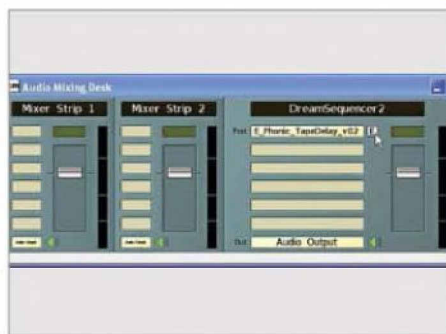 Audio Mixing Desk
Mixer Strip 1
Mixer Strip 2
DreamSequencer2
Post: E_Phonic_TapeDelay_v02 E
Out: Audio Output